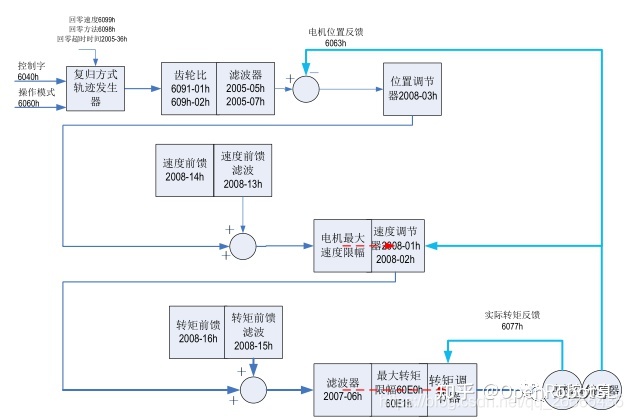 回零速度6099h
回零方法6098h
回零超时时间2005-36h
控制字
6040h
操作模式
6060h
复归方式
轨迹发生
器
齿轮比
6091-01h
609h-02h
滤波器
2005-05h
2005-07h
+
−
电机位置反馈
6063h
位置调节
器2008-03h
速度前馈
2008-14h
速度前馈
滤波
2008-13h
+
+
电机最大
速度限幅
速度调节
器2008-01h
2008-02h
转矩前馈
2008-16h
转矩前馈
滤波
2008-15h
+
+
滤波器
2007-06h
最大转矩
限幅60E0h
60E1h
转矩调
节器
实际转矩反馈
6077h
知乎 @OpenRobotSL